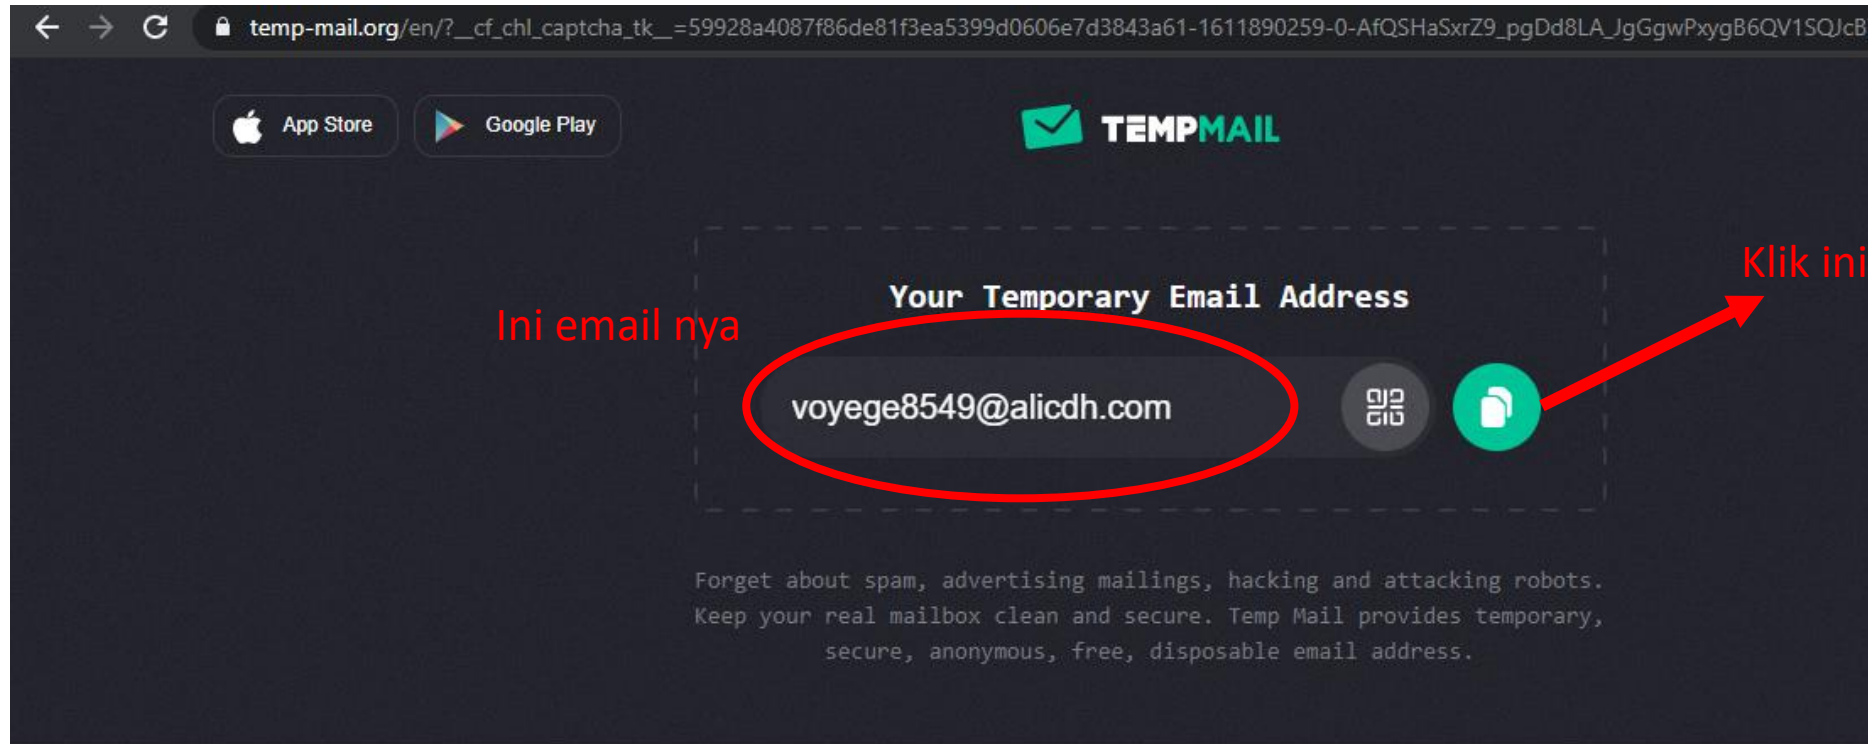 temp-mail.org/en/?__cf_chl_captcha_tk__=59928a4087f86de81f3ea5399d0606e7d3843a61-1611890259-0-AfQSHaSxrZ9_pgDd8LA_JgGgwPxygB6QV1SQJcB
App Store
Google Play
TEMPMAIL
Klik ini
Your Temporary Email Address
Ini email nya
voyege8549@alicdh.com
Forget about spam, advertising mailings, hacking and attacking robots.
Keep your real mailbox clean and secure. Temp Mail provides temporary,
secure, anonymous, free, disposable email address.